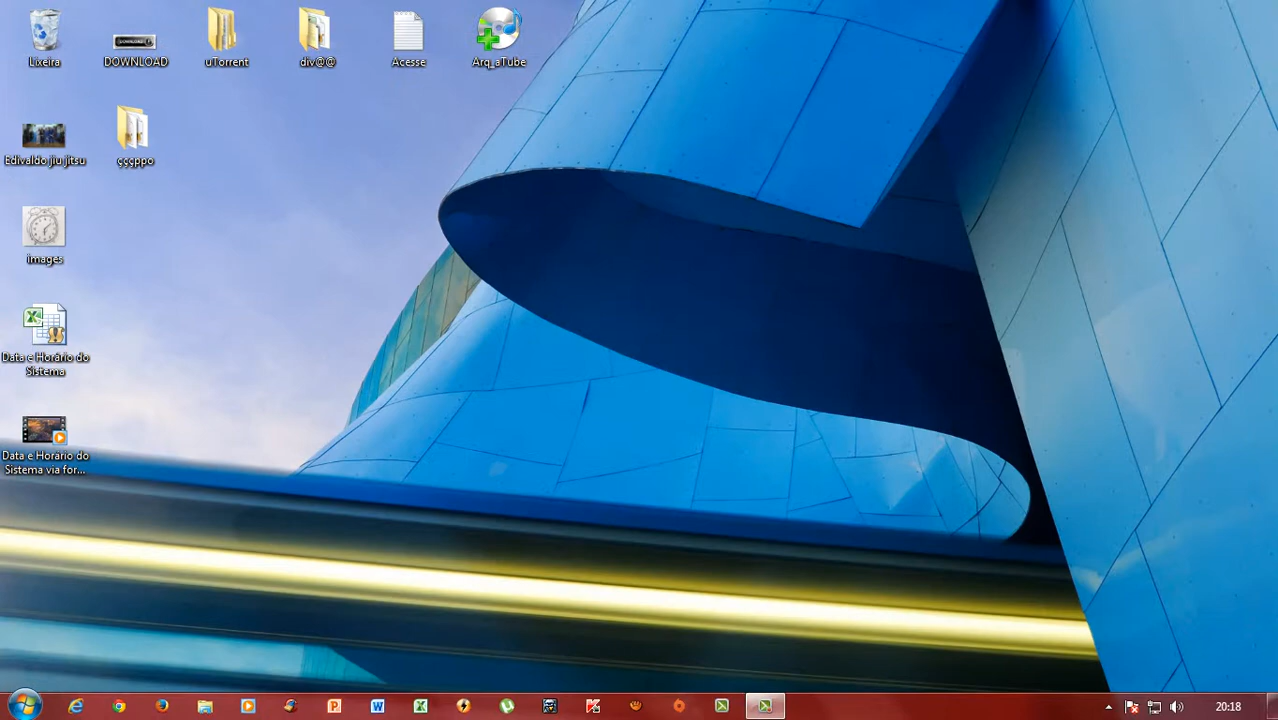 Lixeira
DOWNLOAD
uTorrent
div@@
Acesse
Arq_aTube
Edivaldo jiu jitsu
çççppo
images
Data e Horário do
Sistema
Data e Horário do
Sistema via for...
20:18